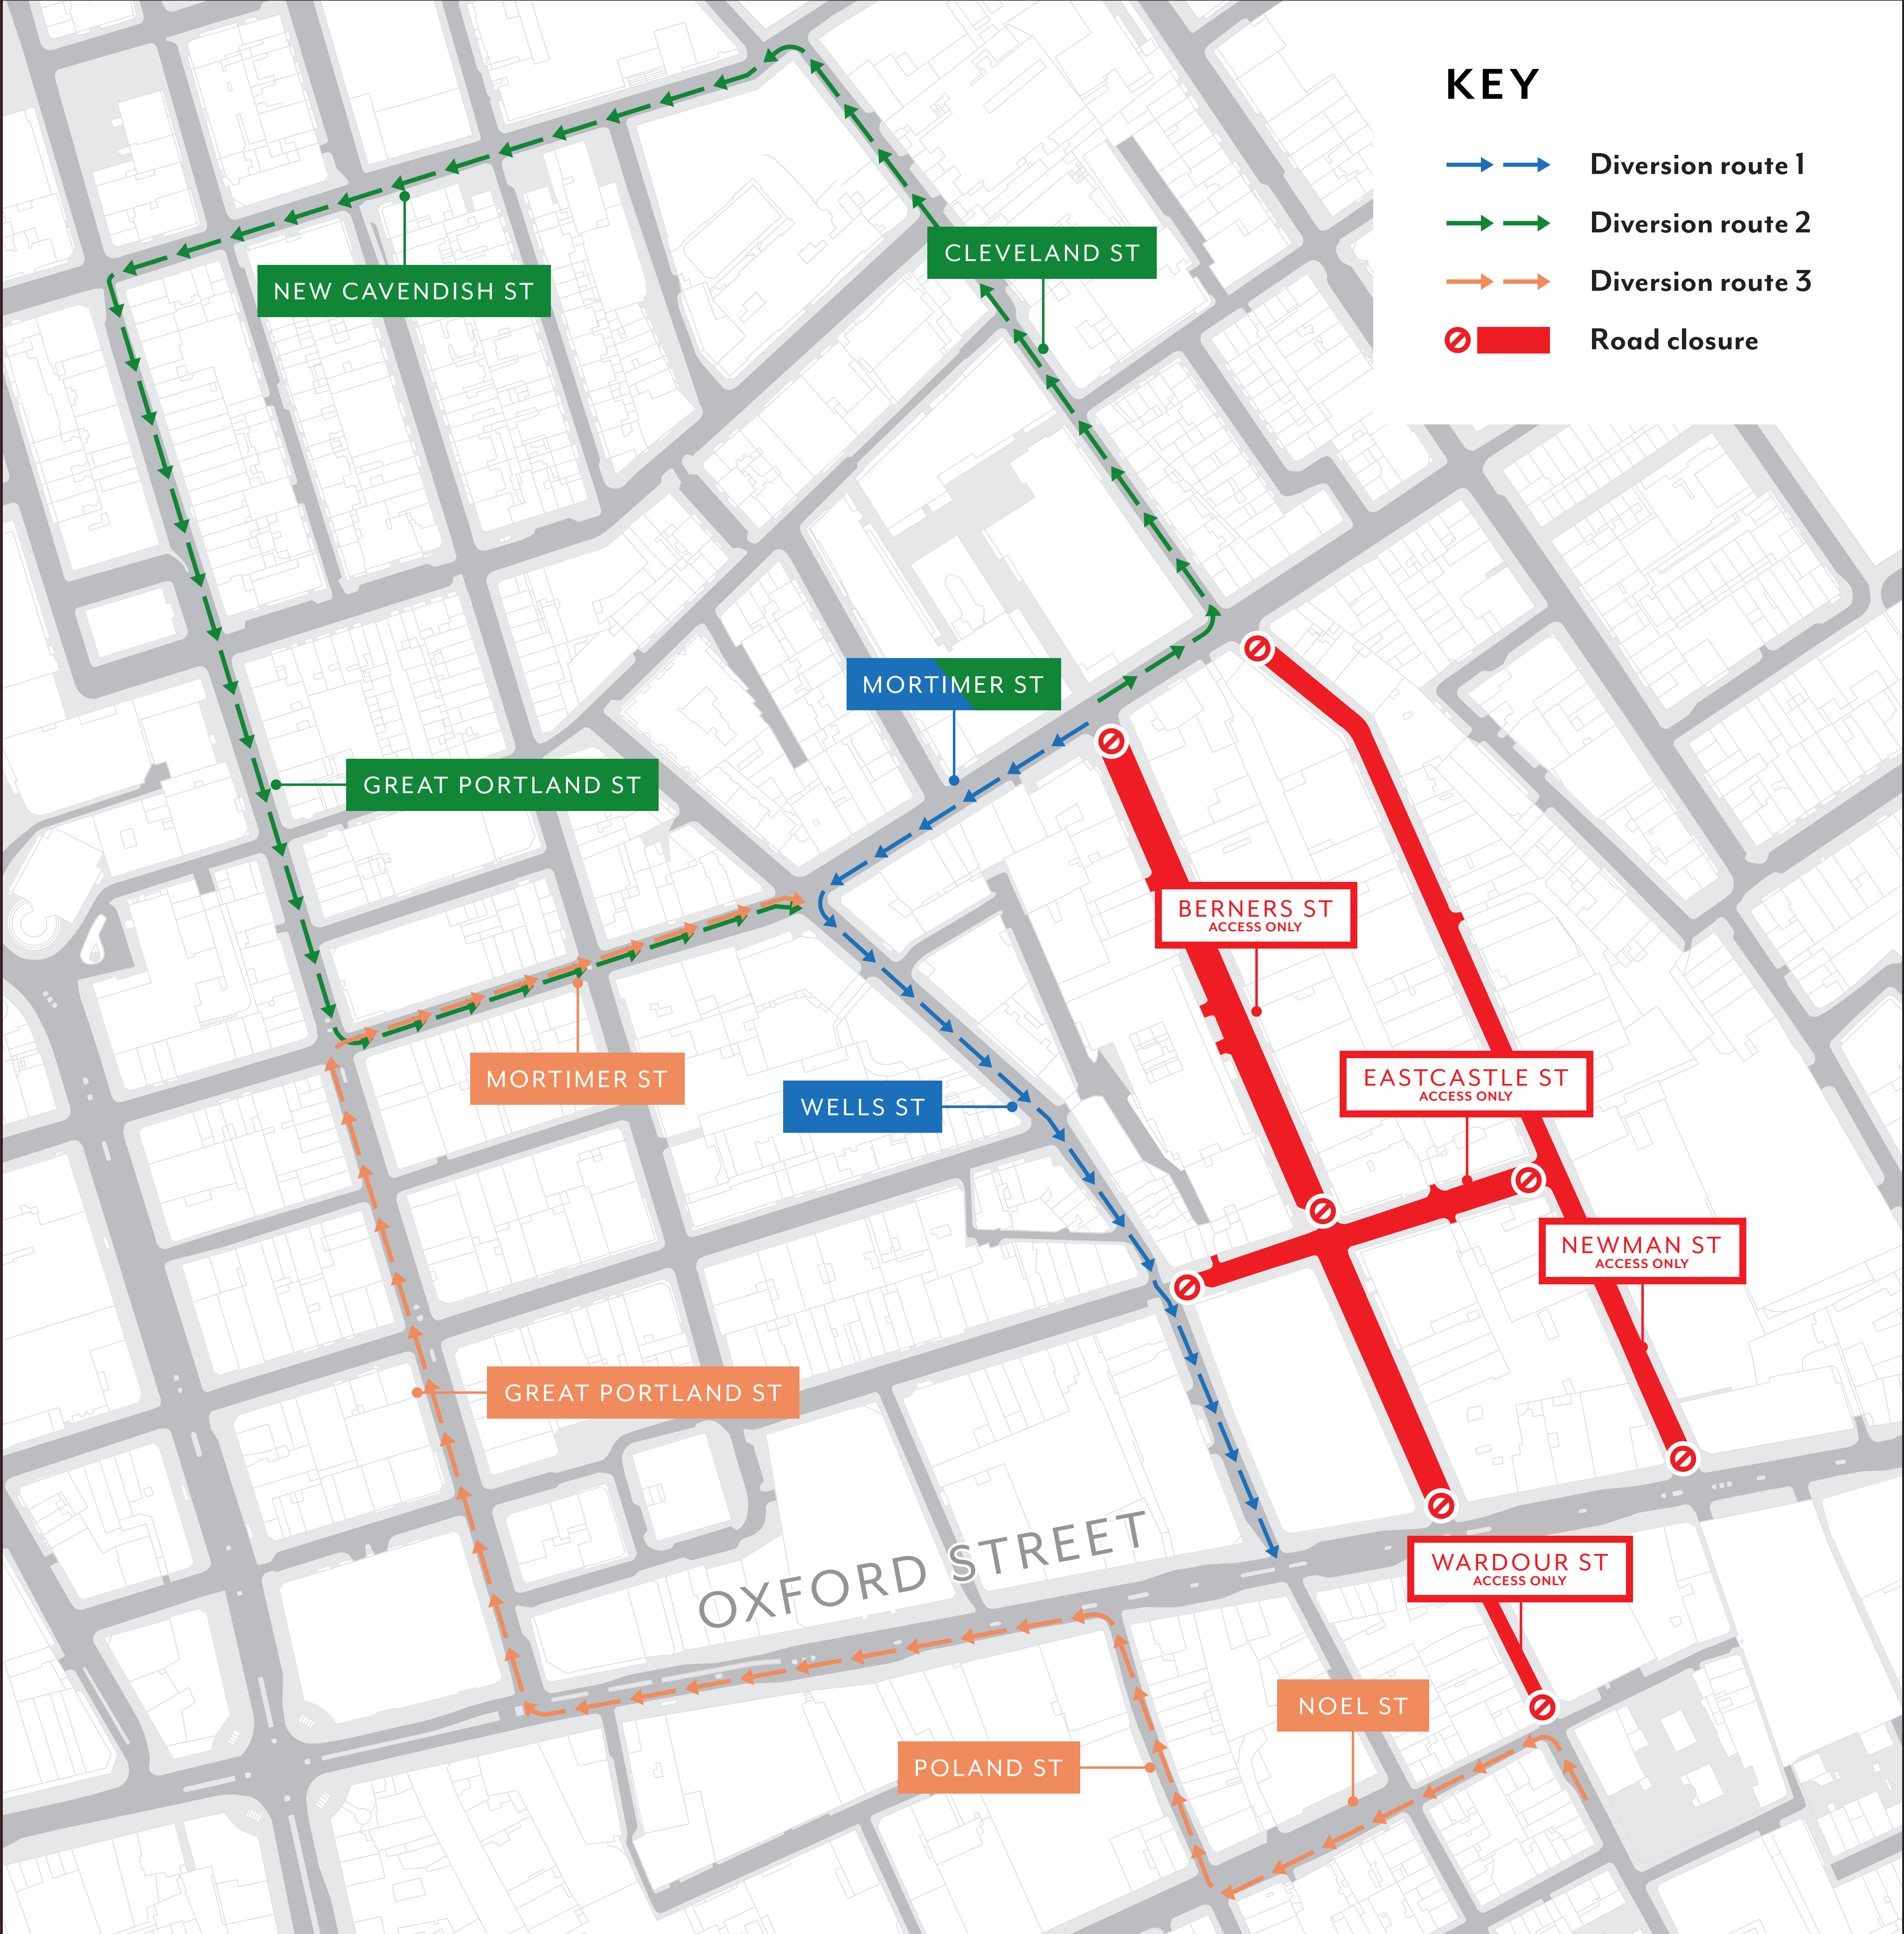 KEY
Diversion route 1
Diversion route 2
Diversion route 3
Road closure
CLEVELAND ST
NEW CAVENDISH ST
MORTIMER ST
GREAT PORTLAND ST
BERNERS ST
ACCESS ONLY
EASTCASTLE ST
ACCESS ONLY
MORTIMER ST
WELLS ST
NEWMAN ST
ACCESS ONLY
GREAT PORTLAND ST
OXFORD STREET
WARDOUR ST
ACCESS ONLY
NOEL ST
POLAND ST